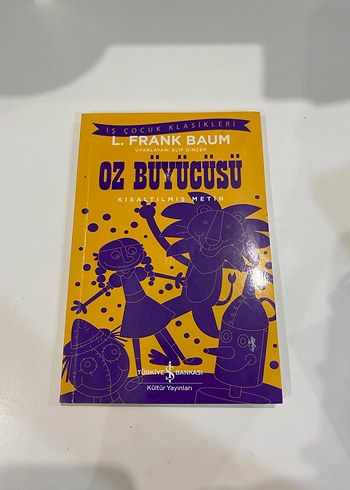 İŞ ÇOCUK KLASİKLERİ
L. FRANK BAUM
UYARLAYAN: ELİF DİNÇER
OZ BÜYÜCÜSÜ
KISALTILMIŞ METİN
TÜRKİYE İŞ BANKASI
Kültür Yayınları